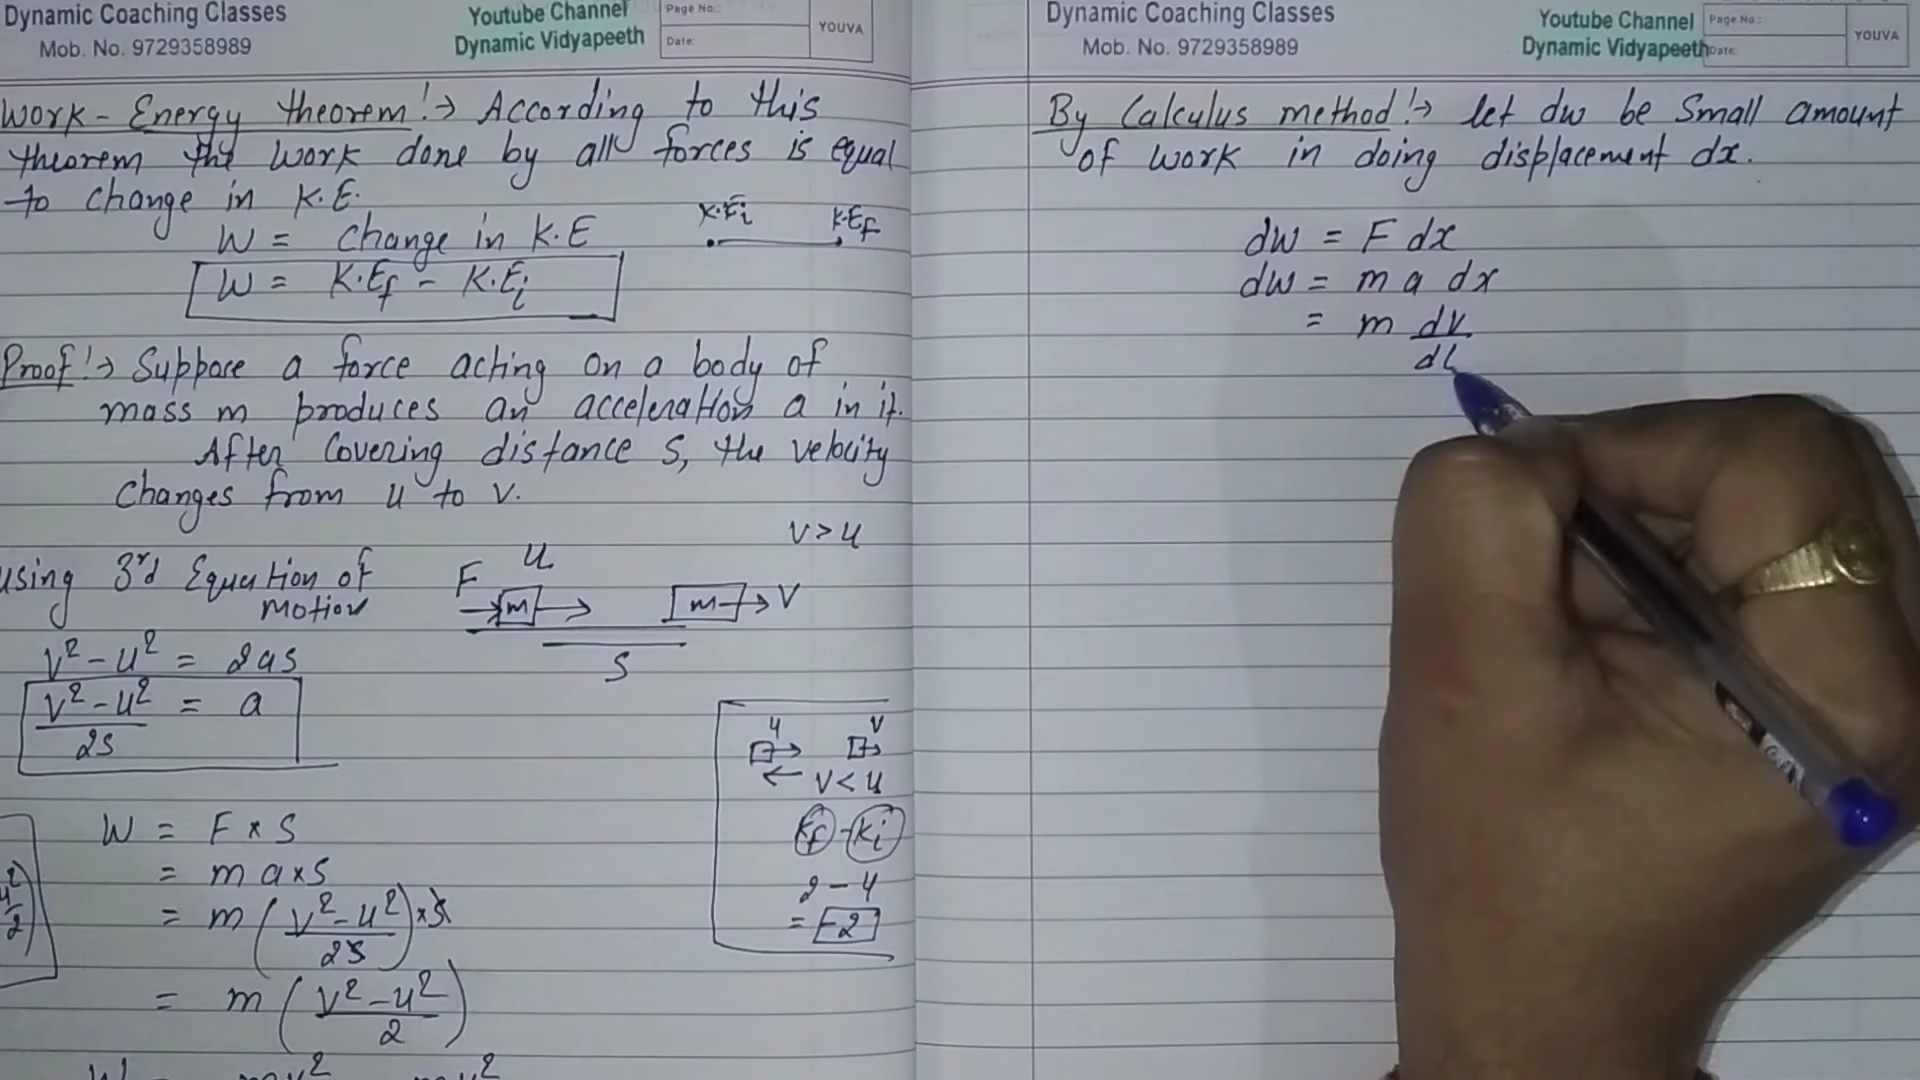 Dynamic Coaching Classes
Mob. No. 9729358989
Youtube Channel
Dynamic Vidyapeeth
Page No.:
Date:
YOUVA
Work-Energy theorem!→ According to this
theorem the work done by all forces is equal
to change in K.E.
W = change in K.E
W = K.Ef - K.Ei
K.Ei
K.Ef
Proof!→ Suppose a force acting on a body of
mass m produces an acceleration a in it.
After covering distance S, the velocity
changes from u to v.
v>u
using 3rd Equation of
Motion
F
u
m
m
v
S
v²-u² = 2as
v²-u²/2s = a
u
v
v<u
Kf - Ki
2-4
= -2
W = F × S
= m a×s
= m (v²-u²/2s)×s
= m (v²-u²/2)
Dynamic Coaching Classes
Mob. No. 9729358989
Youtube Channel
Dynamic Vidyapeeth
Page No.:
Date:
YOUVA
By Calculus method!→ let dw be small amount
of work in doing displacement dx.
dw = F dx
dw = m a dx
= m dv